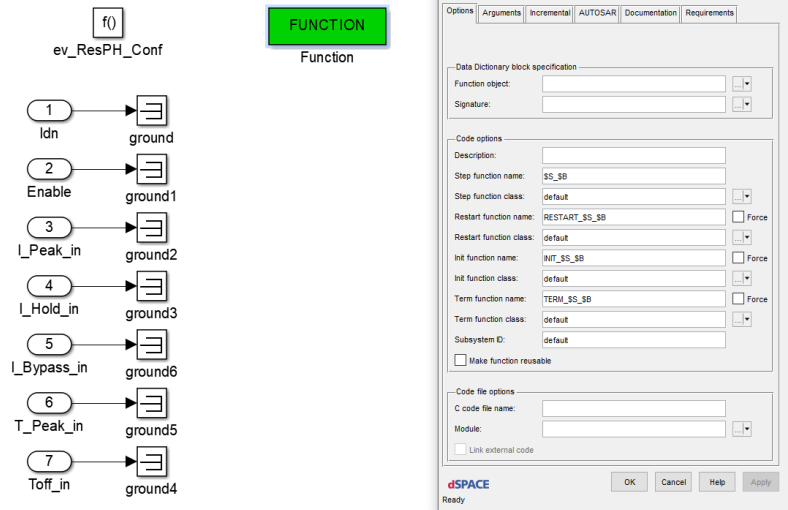 f()
ev_ResPH_Conf
FUNCTION
Function
1
Idn
ground
2
Enable
ground1
3
I_Peak_in
ground2
4
I_Hold_in
ground3
5
I_Bypass_in
ground6
6
T_Peak_in
ground5
7
Toff_in
ground4
Options Arguments Incremental AUTOSAR Documentation Requirements
Data Dictionary block specification
Function object: ...
Signature: ...
Code options
Description:
Step function name: $S_$B
Step function class: default ...
Restart function name: RESTART_$S_$B Force
Restart function class: default ...
Init function name: INIT_$S_$B Force
Init function class: default ...
Term function name: TERM_$S_$B Force
Term function class: default ...
Subsystem ID: default
Make function reusable
Code file options
C code file name:
Module: ...
Link external code
dSPACE OK Cancel Help Apply
Ready